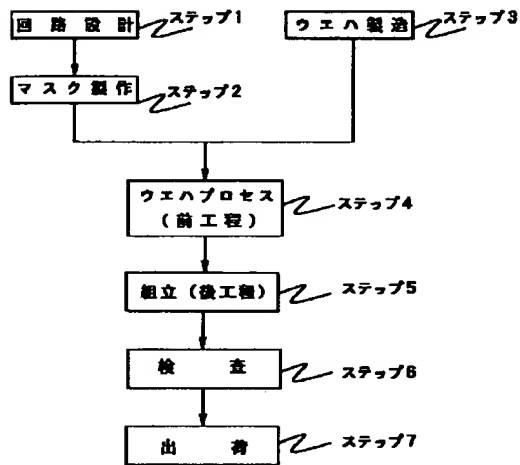 回路設計
ステップ1
ウエハ製造
ステップ3
マスク製作
ステップ2
ウエハプロセス
(前工程)
ステップ4
組立(後工程)
ステップ5
検査
ステップ6
出荷
ステップ7